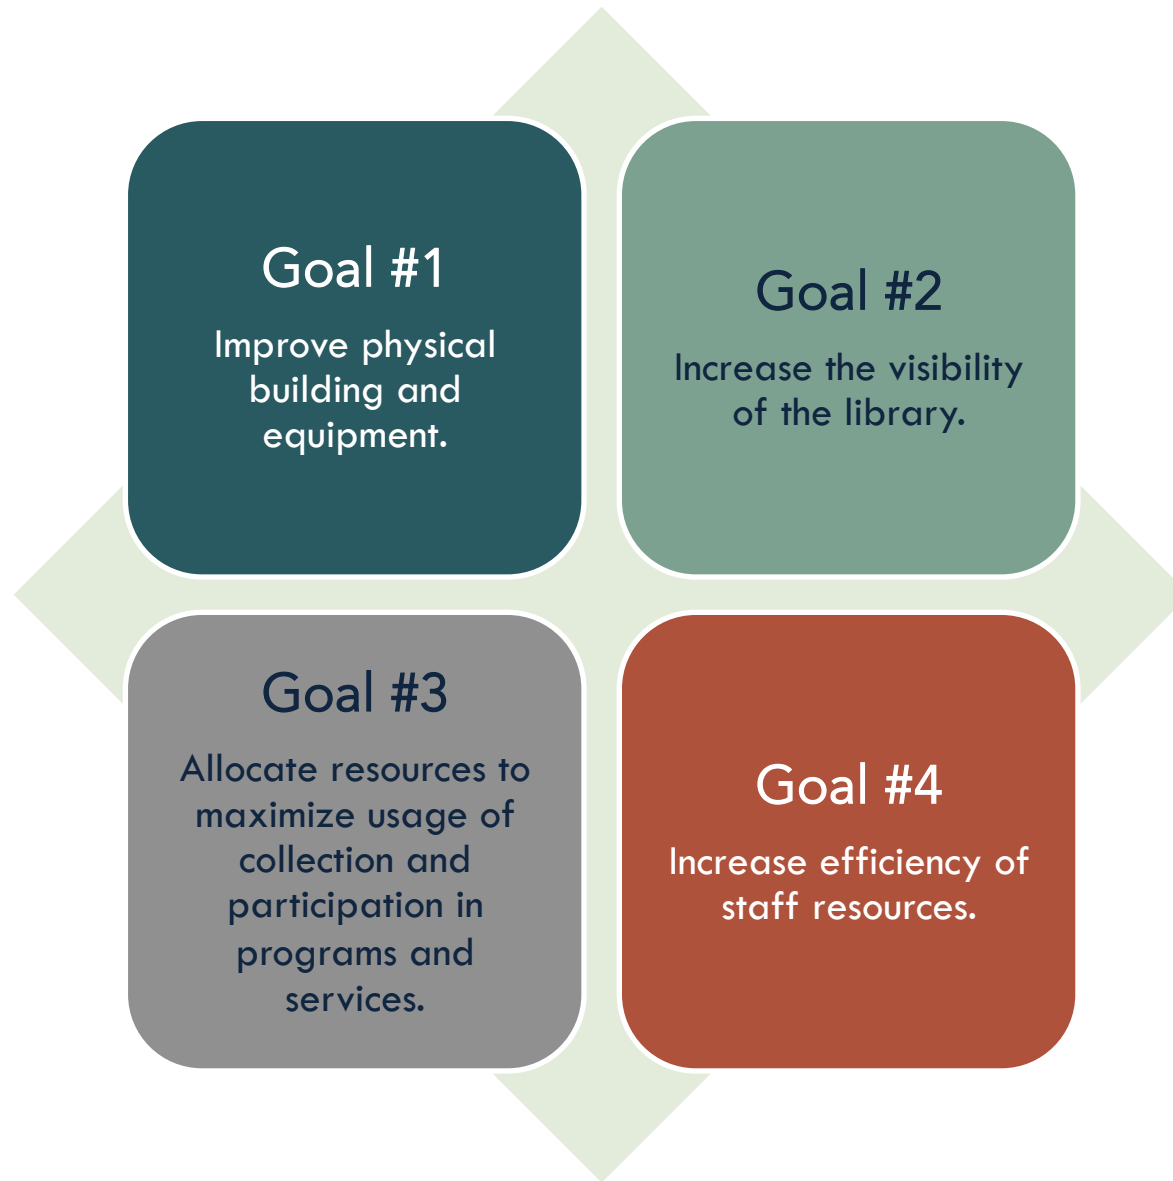 Goal #1
Improve physical
building and
equipment.
Goal #2
Increase the visibility
of the library.
Goal #3
Allocate resources to
maximize usage of
collection and
participation in
programs and
services.
Goal #4
Increase efficiency of
staff resources.